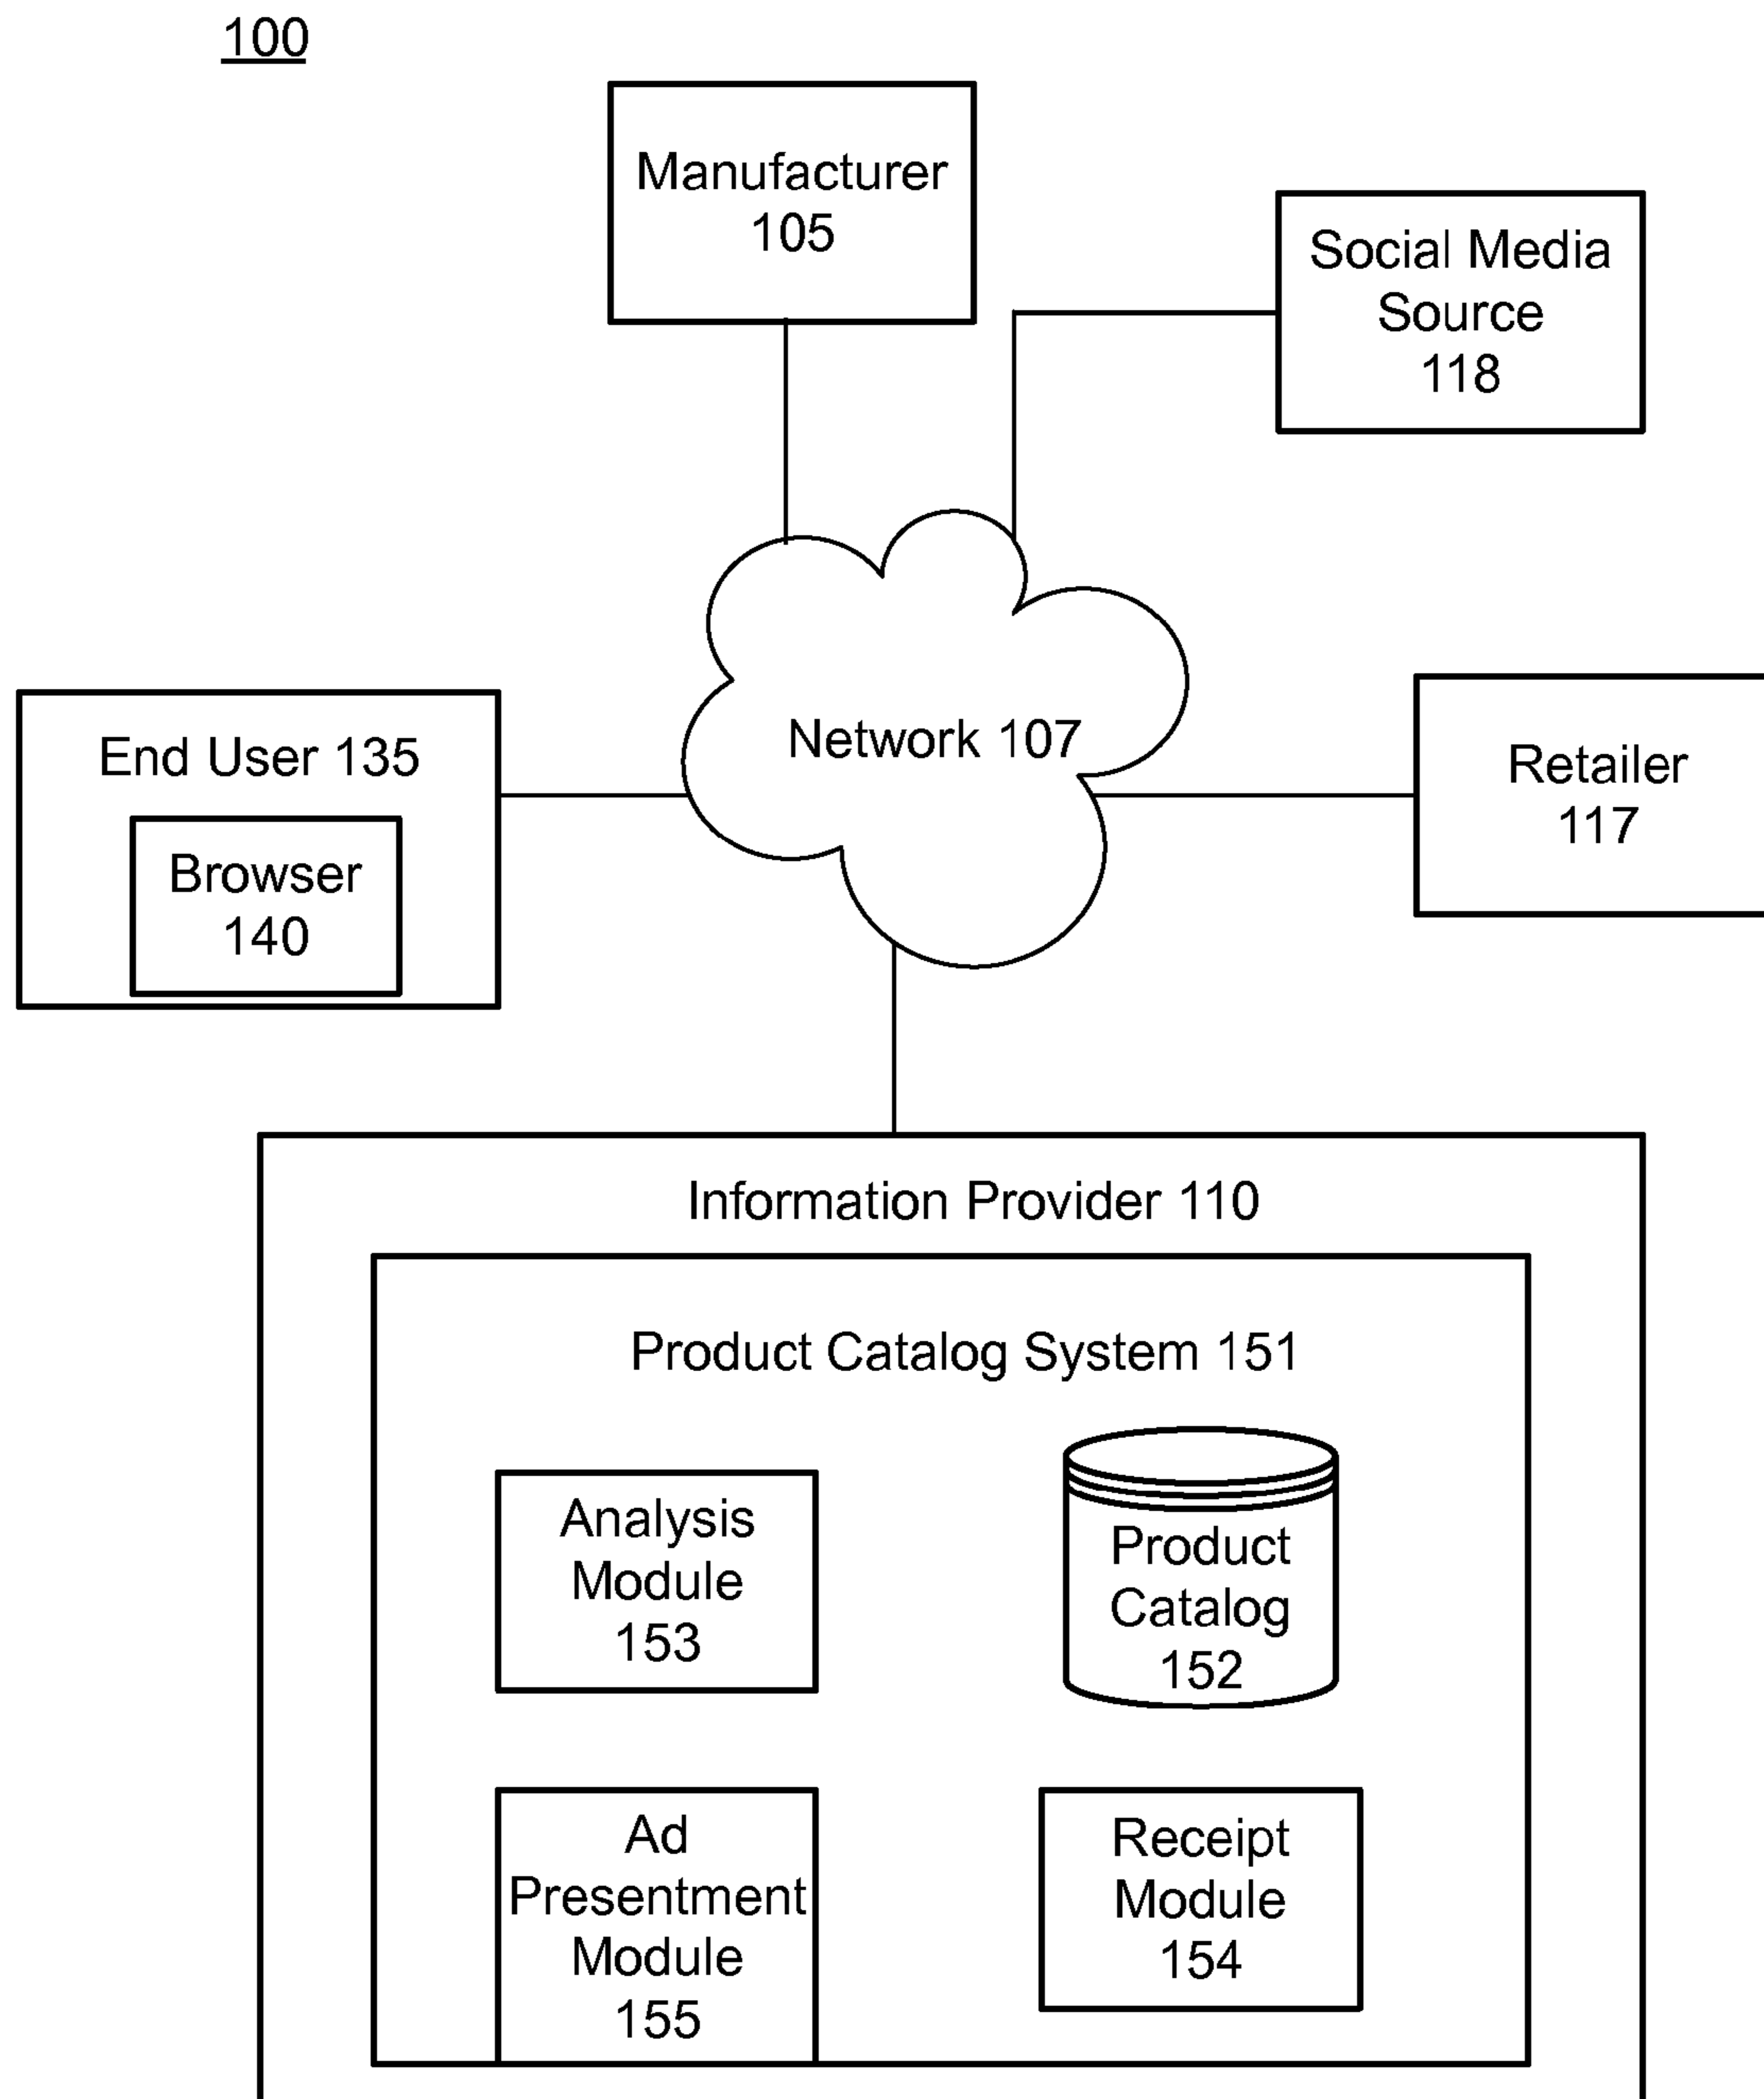 100
Manufacturer
105
Social Media
Source
118
Network 107
End User 135
Browser
140
Retailer
117
Information Provider 110
Product Catalog System 151
Analysis
Module
153
Product
Catalog
152
Ad
Presentment
Module
155
Receipt
Module
154